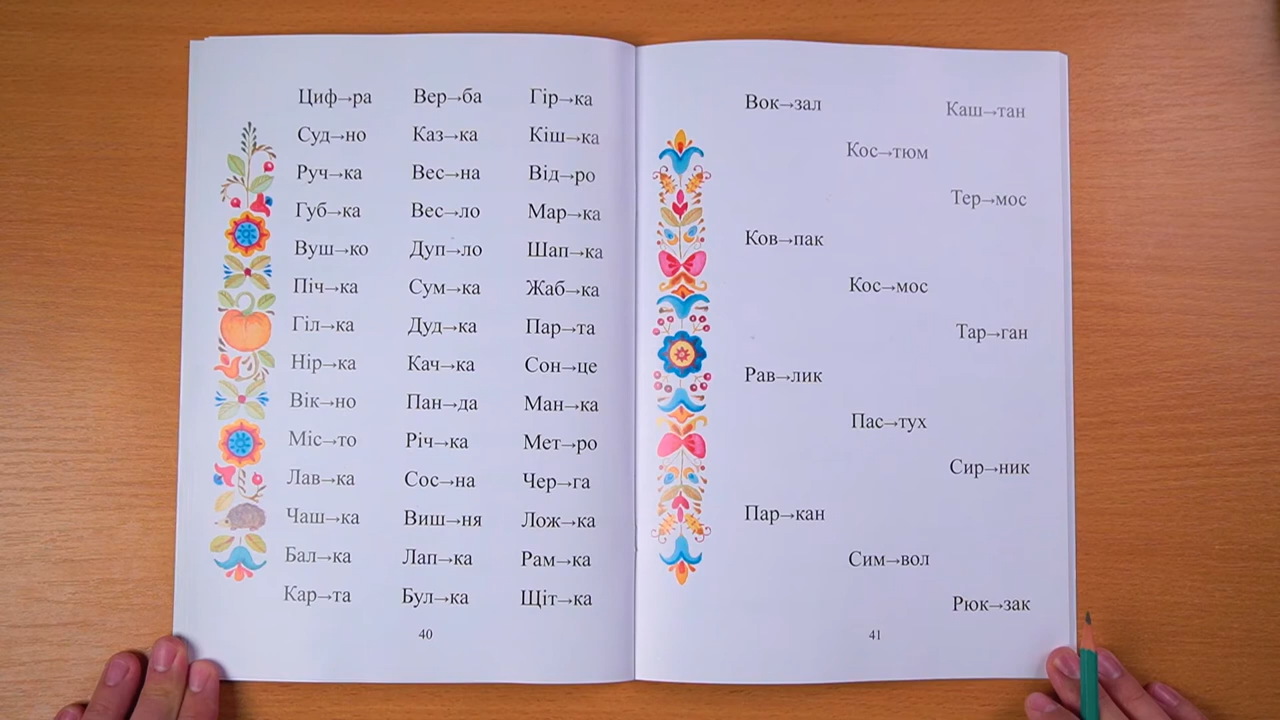 Циф→ра Вер→ба Гір→ка
Суд→но Каз→ка Кіш→ка
Руч→ка Вес→на Від→ро
Губ→ка Вес→ло Мар→ка
Вуш→ко Дуп→ло Шап→ка
Піч→ка Сум→ка Жаб→ка
Гіл→ка Дуд→ка Пар→та
Нір→ка Кач→ка Сон→це
Вік→но Пан→да Ман→ка
Міс→то Річ→ка Мет→ро
Лав→ка Сос→на Чер→га
Чаш→ка Виш→ня Лож→ка
Бал→ка Лап→ка Рам→ка
Кар→та Бул→ка Щіт→ка
40
Вок→зал Каш→тан
Кос→тюм
Тер→мос
Ков→пак
Кос→мос
Тар→ган
Рав→лик
Пас→тух
Сир→ник
Пар→кан
Сим→вол
Рюк→зак
41